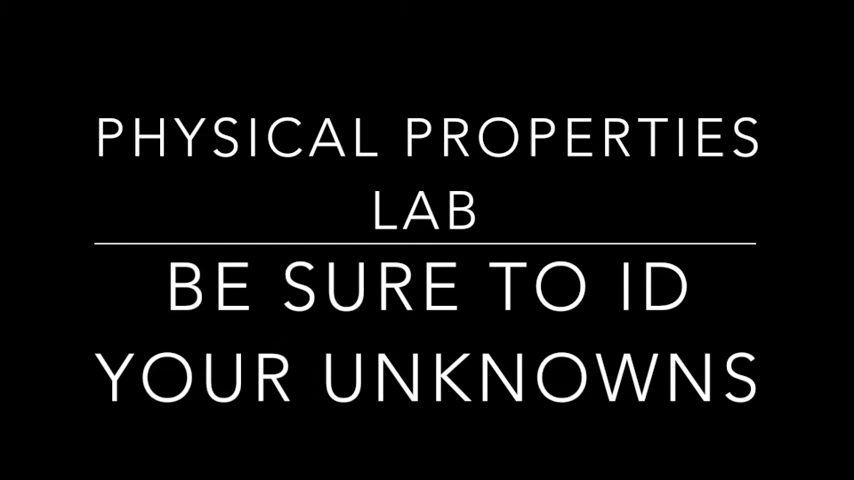 PHYSICAL PROPERTIES
LAB
BE SURE TO ID
YOUR UNKNOWNS